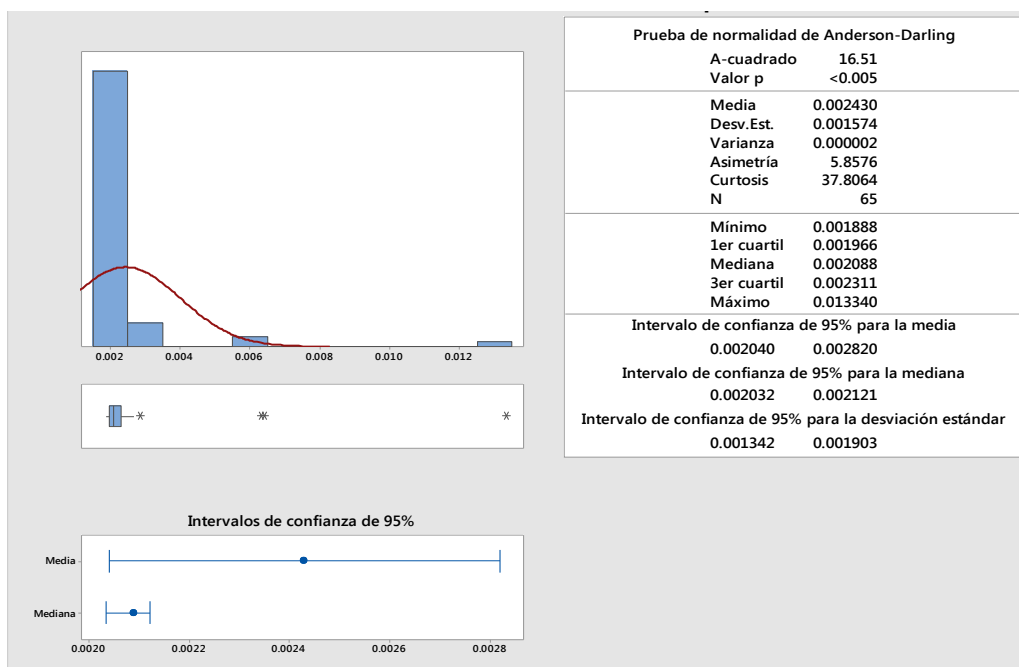 Prueba de normalidad de Anderson-Darling
A-cuadrado 16.51
Valor p <0.005
Media 0.002430
Desv.Est. 0.001574
Varianza 0.000002
Asimetría 5.8576
Curtosis 37.8064
N 65
Mínimo 0.001888
1er cuartil 0.001966
Mediana 0.002088
3er cuartil 0.002311
Máximo 0.013340
Intervalo de confianza de 95% para la media
0.002040 0.002820
Intervalo de confianza de 95% para la mediana
0.002032 0.002121
Intervalo de confianza de 95% para la desviación estándar
0.001342 0.001903
0.002 0.004 0.006 0.008 0.010 0.012
Intervalos de confianza de 95%
Media
Mediana
0.0020 0.0022 0.0024 0.0026 0.0028